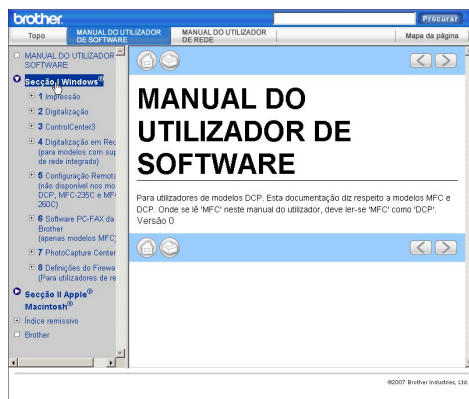 brother.
Procurar
Topo
MANUAL DO UTILIZADOR
DE SOFTWARE
MANUAL DO UTILIZADOR
DE REDE
Mapa da página
MANUAL DO UTILIZADOR
SOFTWARE
Secção I Windows®
1 Impressão
2 Digitalização
3 ControlCenter3
4 Digitalização em Rec
(para modelos com sup
de rede integrado)
5 Configuração Remota
(não disponível nos mo
DCP, MFC-235C e MF
260C)
6 Software PC-FAX da
Brother
(apenas modelos MFC)
7 PhotoCapture Center
8 Definições do Firewa
(Para utilizadores de re
Secção II Apple®
Macintosh®
Índice remissivo
Brother
MANUAL DO
UTILIZADOR DE
SOFTWARE
Para utilizadores de modelos DCP. Esta documentação diz respeito a modelos MFC e
DCP. Onde se lê 'MFC' neste manual do utilizador, deve ler-se 'MFC' como 'DCP'.
Versão 0
©2007 Brother Industries, Ltd.